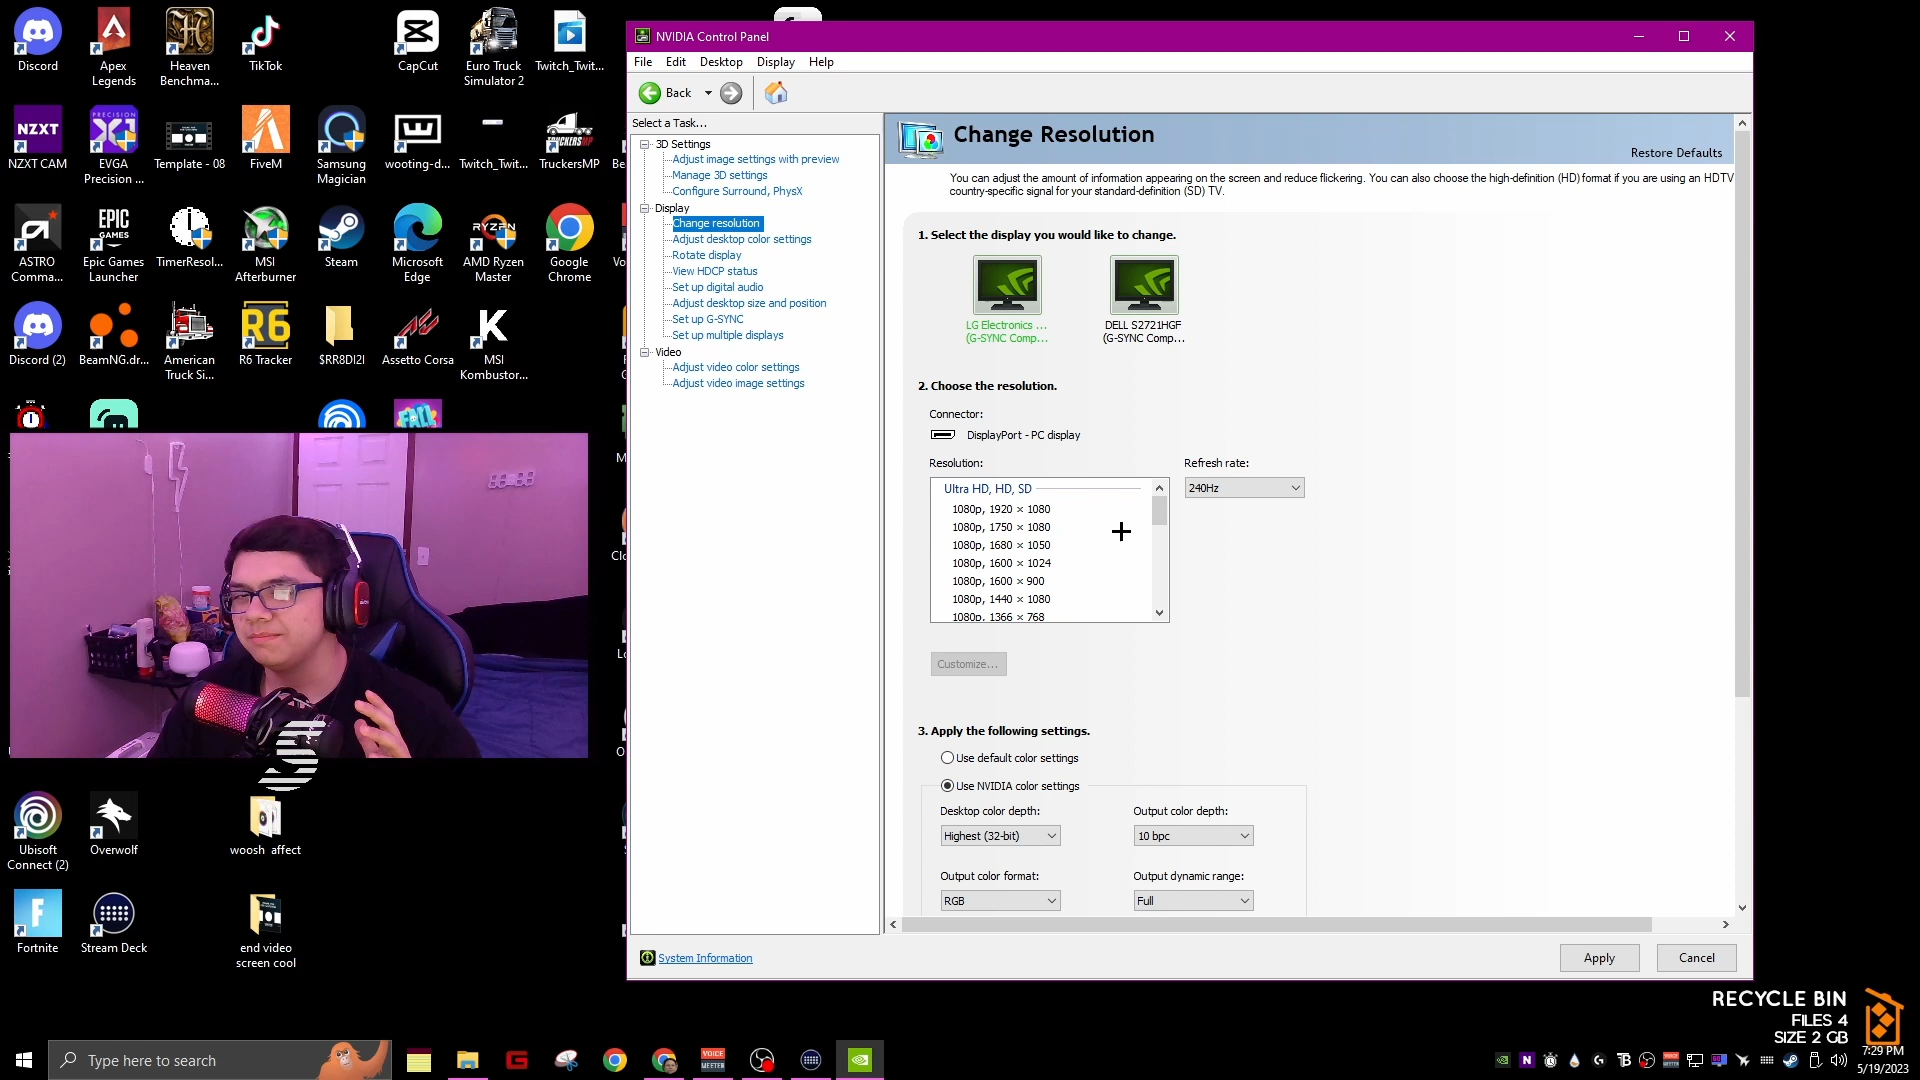 Discord
Apex
Legends
Heaven
Benchma...
TikTok
CapCut
Euro Truck
Simulator 2
Twitch_Twit...
NZXT
NZXT CAM
PRECISION
EVGA
Precision ...
Template - 08
FiveM
Samsung
Magician
wooting-d...
Twitch_Twit...
TruckersMP
ASTRO
Comma...
EPIC
GAMES
Epic Games
Launcher
TimerResol...
MSI
Afterburner
Steam
Microsoft
Edge
RYZEN
AMD Ryzen
Master
Google
Chrome
Discord (2)
BeamNG.dr...
American
Truck Si...
R6
R6 Tracker
$RR8DI2I
Assetto Corsa
MSI
Kombustor...
FALL
Ubisoft
Connect (2)
Overwolf
woosh affect
Fortnite
Stream Deck
end video
screen cool
NVIDIA Control Panel
File Edit Desktop Display Help
Back
Select a Task...
3D Settings
Adjust image settings with preview
Manage 3D settings
Configure Surround, PhysX
Display
Change resolution
Adjust desktop color settings
Rotate display
View HDCP status
Set up digital audio
Adjust desktop size and position
Set up G-SYNC
Set up multiple displays
Video
Adjust video color settings
Adjust video image settings
System Information
Change Resolution
Restore Defaults
You can adjust the amount of information appearing on the screen and reduce flickering. You can also choose the high-definition (HD) format if you are using an HDTV
country-specific signal for your standard-definition (SD) TV.
1. Select the display you would like to change.
LG Electronics ...
(G-SYNC Comp...
DELL S2721HGF
(G-SYNC Comp...
2. Choose the resolution.
Connector:
DisplayPort - PC display
Resolution:
Refresh rate:
240Hz
Ultra HD, HD, SD
1080p, 1920 × 1080
1080p, 1750 × 1080
1080p, 1680 × 1050
1080p, 1600 × 1024
1080p, 1600 × 900
1080p, 1440 × 1080
1080p, 1366 × 768
Customize...
3. Apply the following settings.
Use default color settings
Use NVIDIA color settings
Desktop color depth:
Output color depth:
Highest (32-bit)
10 bpc
Output color format:
Output dynamic range:
RGB
Full
Apply
Cancel
RECYCLE BIN
FILES 4
SIZE 2 GB
Type here to search
VOICE
MEETER
7:29 PM
5/19/2023